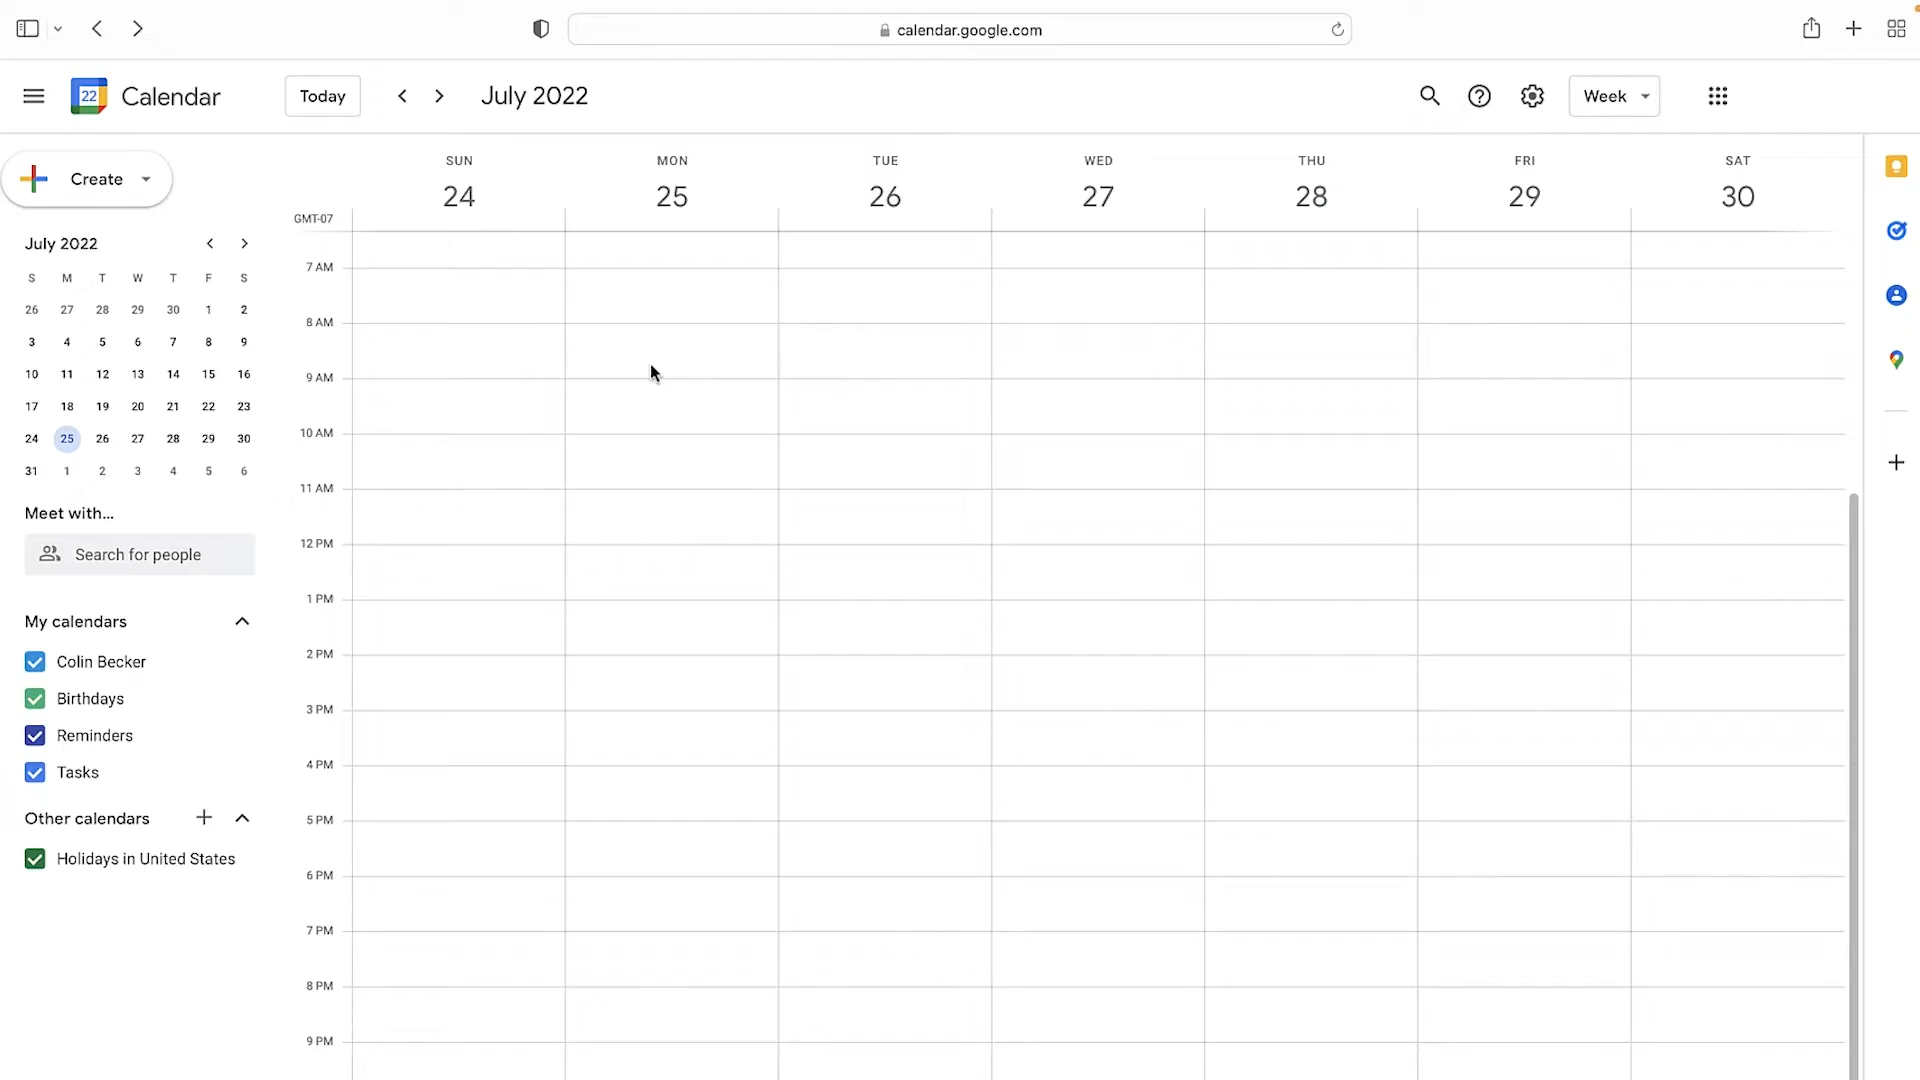 calendar.google.com
22 Calendar Today July 2022 Week
Create
SUN MON TUE WED THU FRI SAT
24 25 26 27 28 29 30
GMT-07
July 2022
S M T W T F S
26 27 28 29 30 1 2
3 4 5 6 7 8 9
10 11 12 13 14 15 16
17 18 19 20 21 22 23
24 25 26 27 28 29 30
31 1 2 3 4 5 6
Meet with...
Search for people
My calendars
Colin Becker
Birthdays
Reminders
Tasks
Other calendars
Holidays in United States
7 AM
8 AM
9 AM
10 AM
11 AM
12 PM
1 PM
2 PM
3 PM
4 PM
5 PM
6 PM
7 PM
8 PM
9 PM